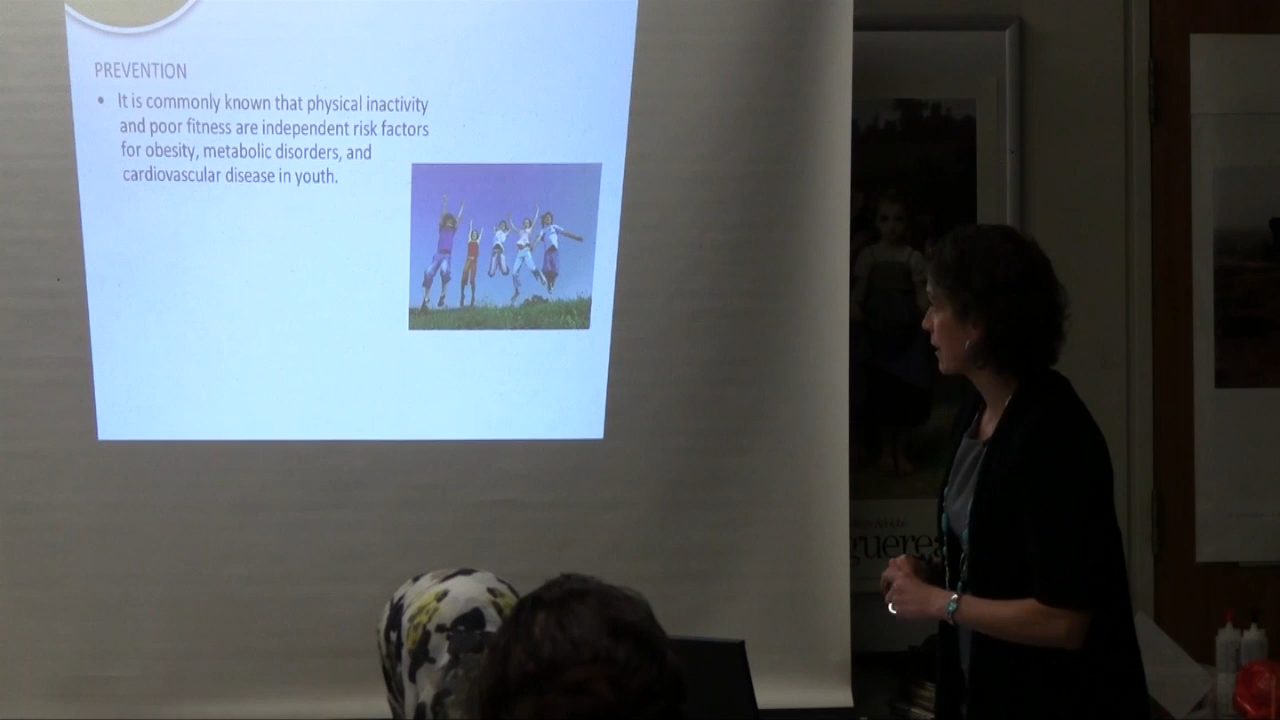 PREVENTION
• It is commonly known that physical inactivity
and poor fitness are independent risk factors
for obesity, metabolic disorders, and
cardiovascular disease in youth.